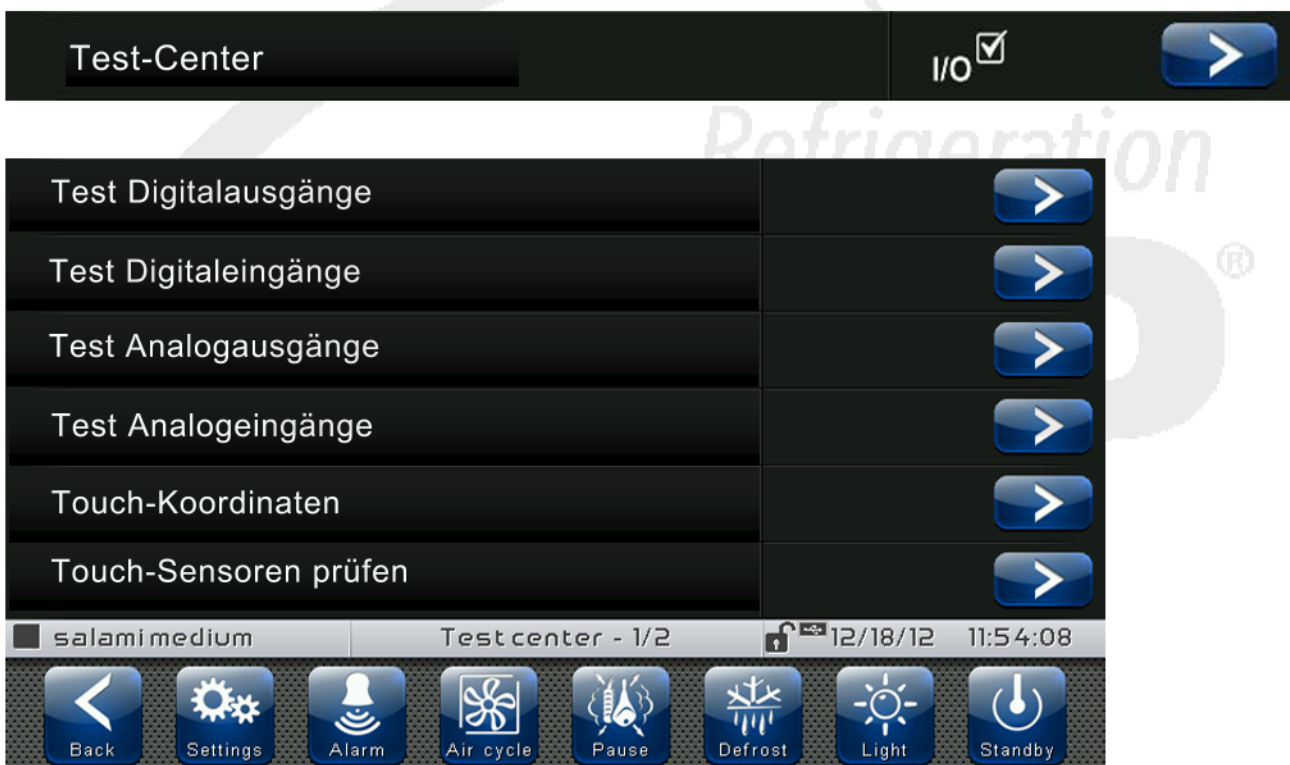 Test-Center I/O
Refrigeration
®
Test Digitalausgänge
Test Digitaleingänge
Test Analogausgänge
Test Analogeingänge
Touch-Koordinaten
Touch-Sensoren prüfen
salami medium Test center - 1/2 12/18/12 11:54:08
Back Settings Alarm Air cycle Pause Defrost Light Standby